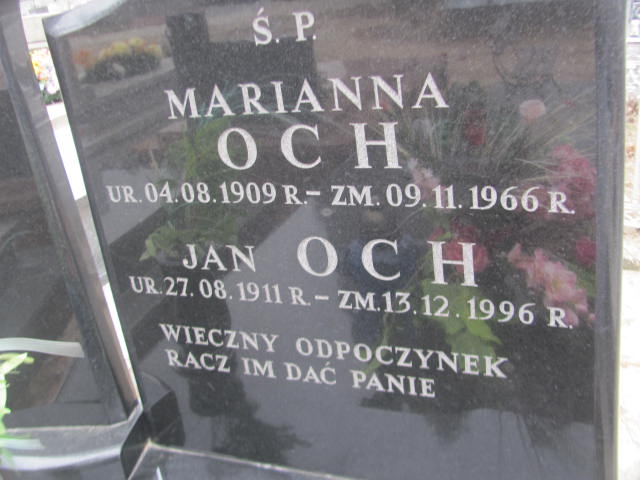 Ś. P.
MARIANNA
OCH
UR. 04.08.1909 R. – ZM. 09.11.1966 R.
JAN OCH
UR. 27.08.1911 R. – ZM. 13.12.1996 R.
WIECZNY ODPOCZYNEK
RACZ IM DAĆ PANIE